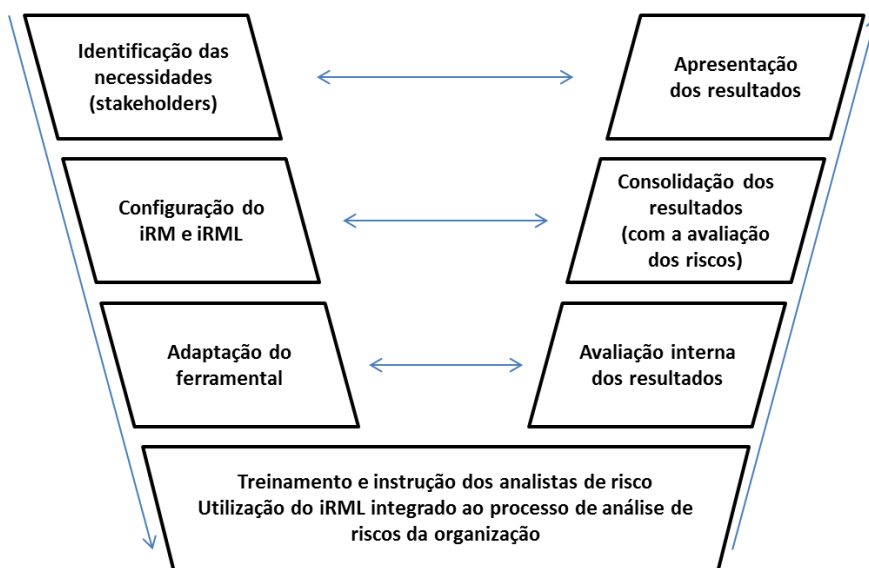 Identificação das
necessidades
(stakeholders)
Apresentação
dos resultados
Configuração do
iRM e iRML
Consolidação dos
resultados
(com a avaliação
dos riscos)
Adaptação do
ferramental
Avaliação interna
dos resultados
Treinamento e instrução dos analistas de risco
Utilização do iRML integrado ao processo de análise de
riscos da organização